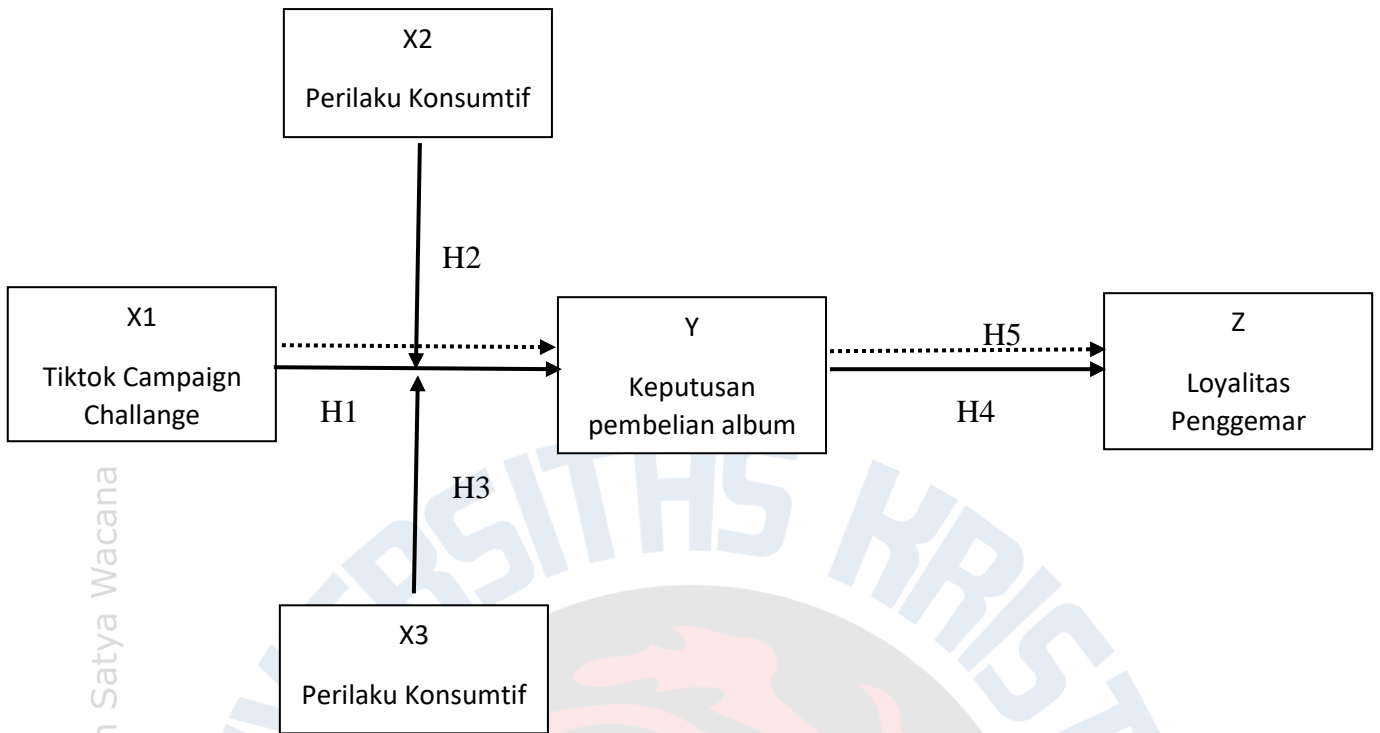 X2
Perilaku Konsumtif
H2
X1
Tiktok Campaign
Challange
H1
Y
Keputusan
pembelian album
H5
H4
Z
Loyalitas
Penggemar
H3
X3
Perilaku Konsumtif
Satya Wacana